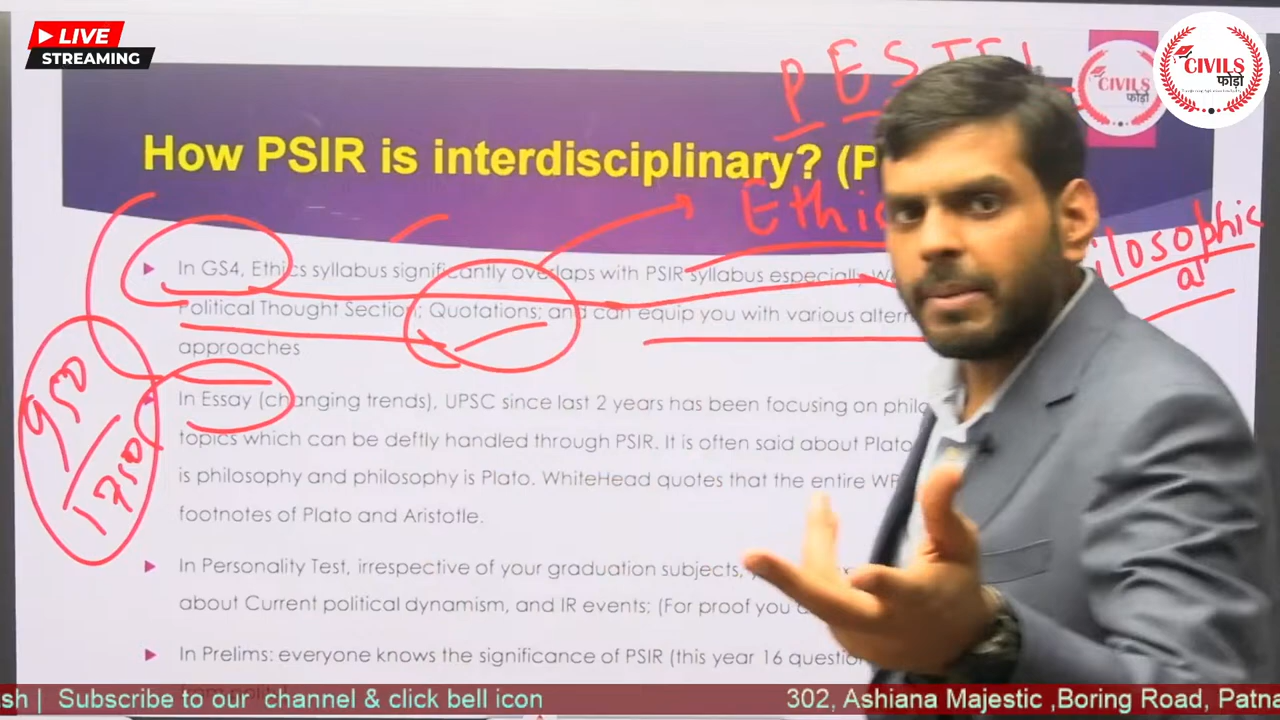 LIVE
STREAMING
PESTEL
CIVILS
फोड़ो
CIVILS
फोड़ो
How PSIR is interdisciplinary? (P
Ethic
ilosophic
al
In GS4, Ethics syllabus significantly overlaps with PSIR syllabus especially We
Political Thought Section; Quotations; and can equip you with various altern
approaches
950
1750
In Essay (changing trends), UPSC since last 2 years has been focusing on philo
topics which can be deftly handled through PSIR. It is often said about Plato
is philosophy and philosophy is Plato. WhiteHead quotes that the entire WP
footnotes of Plato and Aristotle.
In Personality Test, irrespective of your graduation subjects,
about Current political dynamism, and IR events: (For proof you
In Prelims: everyone knows the significance of PSIR (this year 16 question
ash | Subscribe to our channel & click bell icon
302, Ashiana Majestic ,Boring Road, Patna